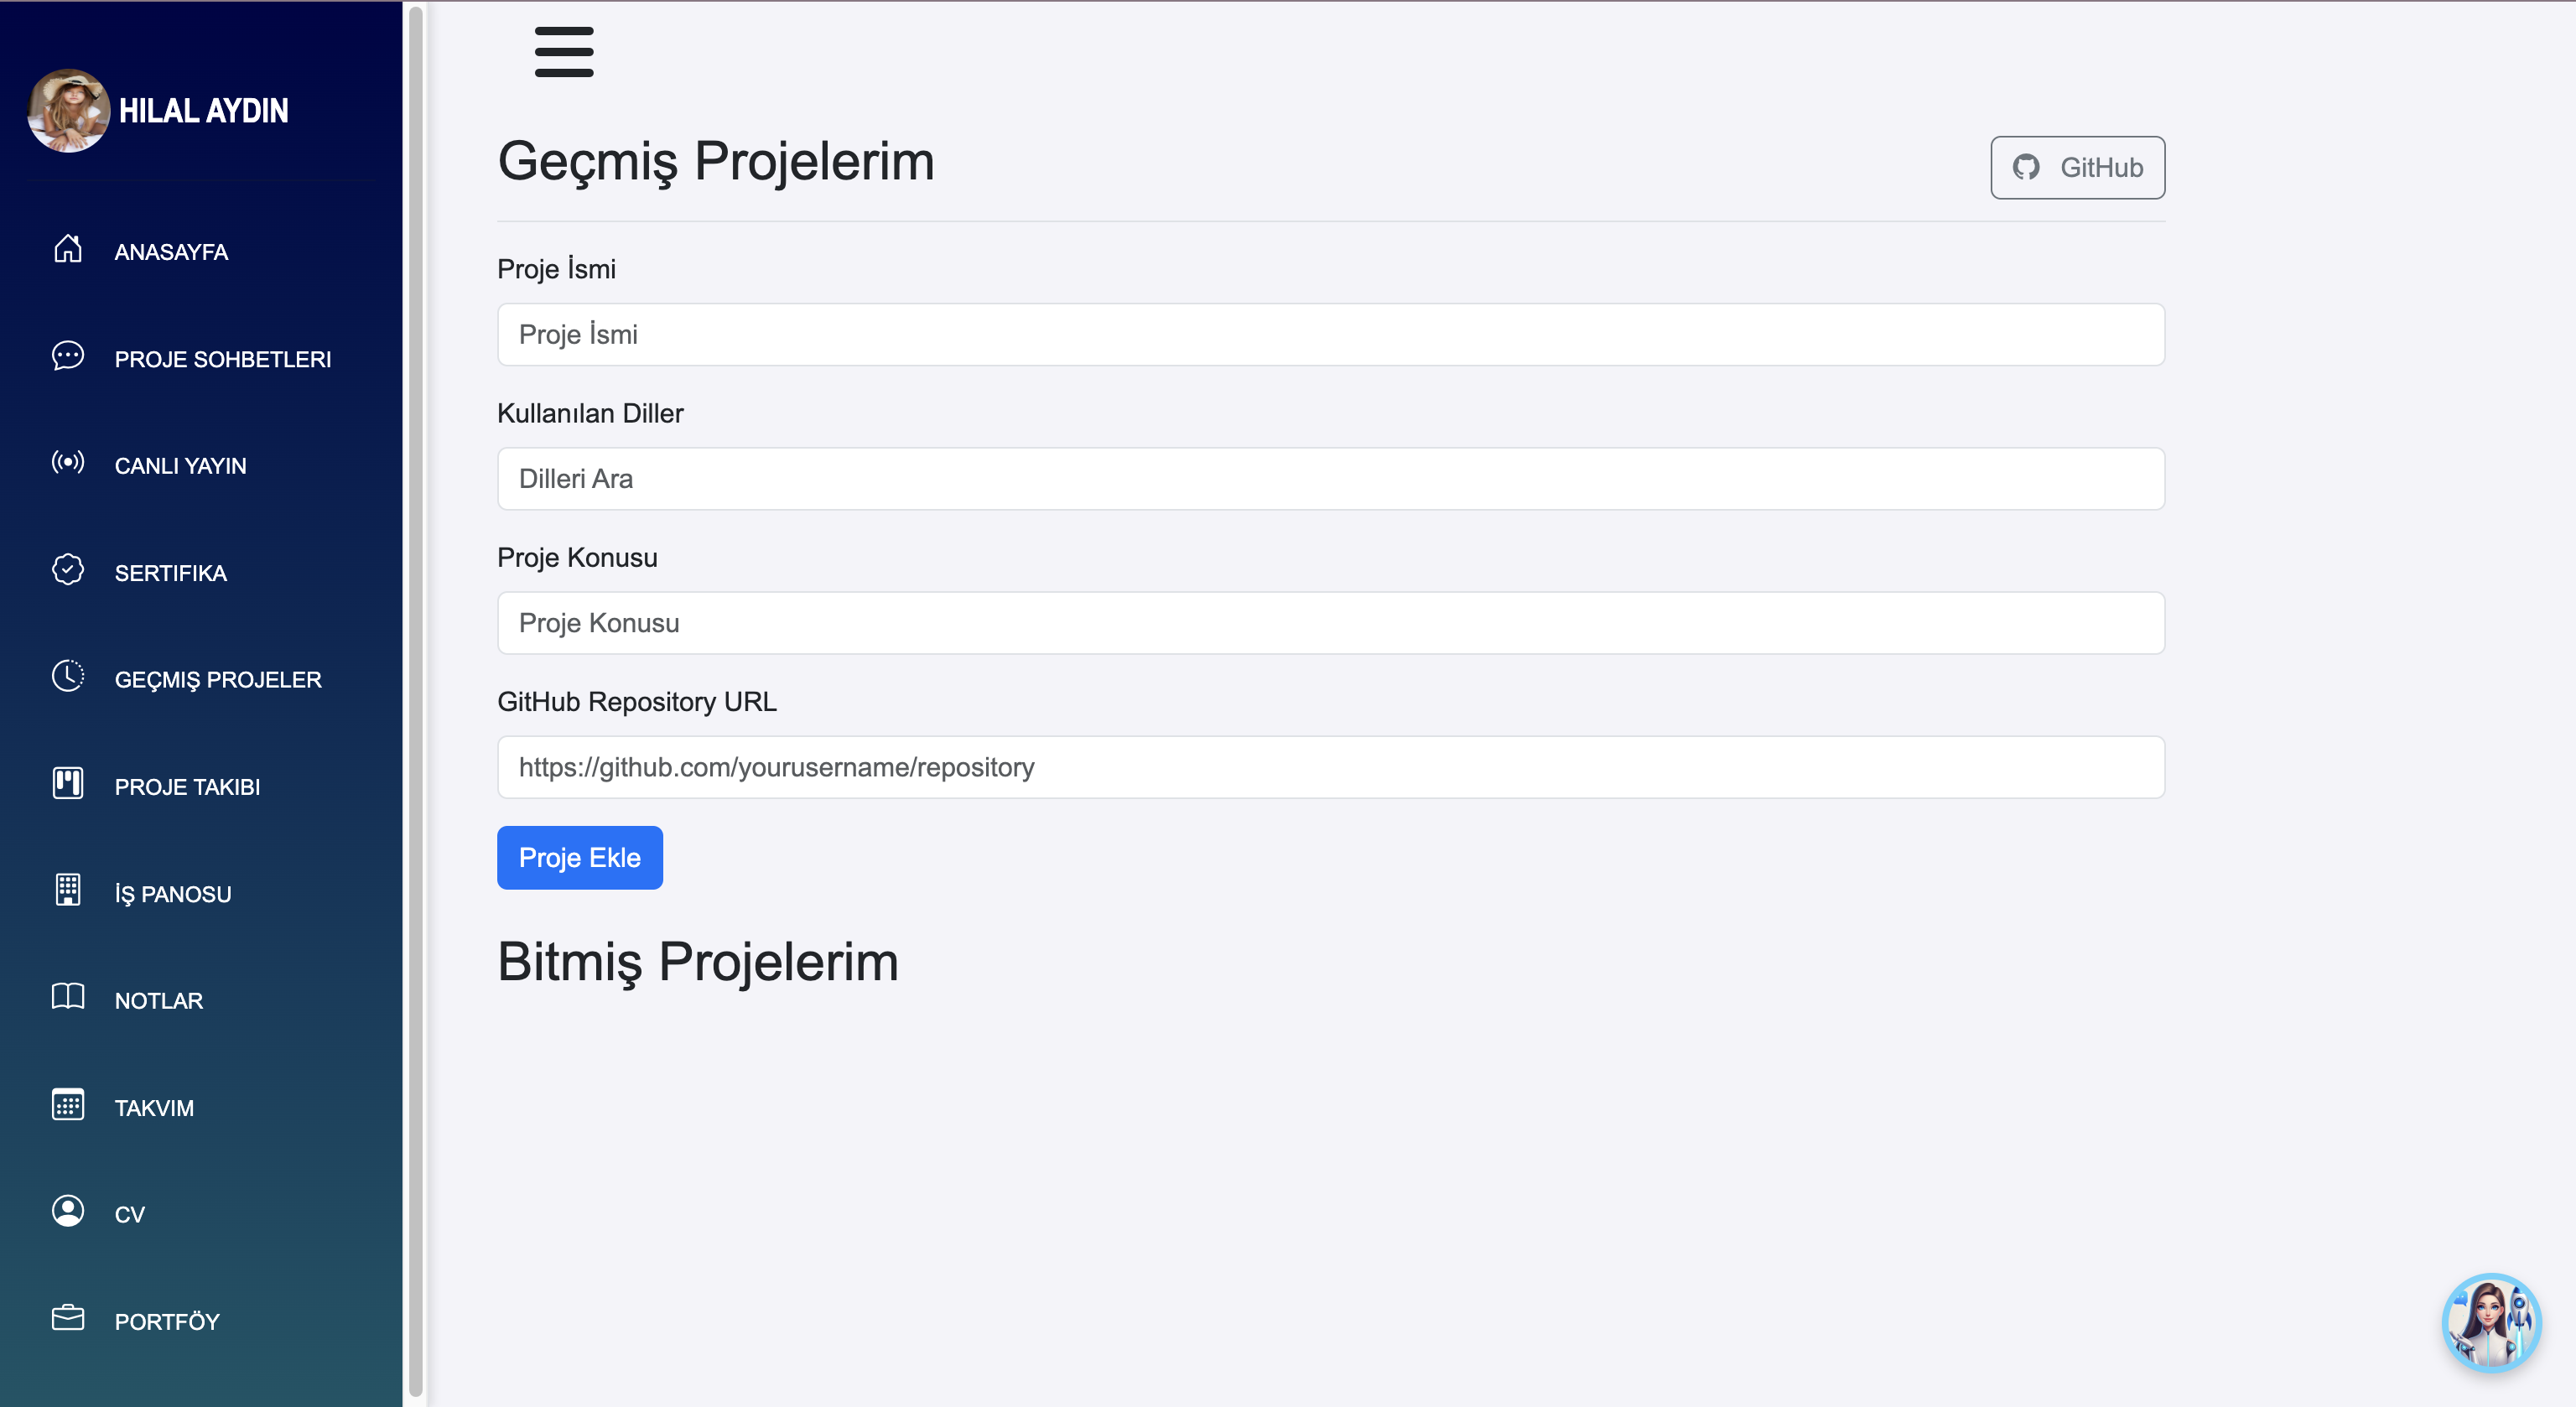 HILAL AYDIN
ANASAYFA
PROJE SOHBETLERI
CANLI YAYIN
SERTIFIKA
GEÇMIŞ PROJELER
PROJE TAKIBI
İŞ PANOSU
NOTLAR
TAKVIM
CV
PORTFÖY
Geçmiş Projelerim
GitHub
Proje İsmi
Proje İsmi
Kullanılan Diller
Dilleri Ara
Proje Konusu
Proje Konusu
GitHub Repository URL
https://github.com/yourusername/repository
Proje Ekle
Bitmiş Projelerim